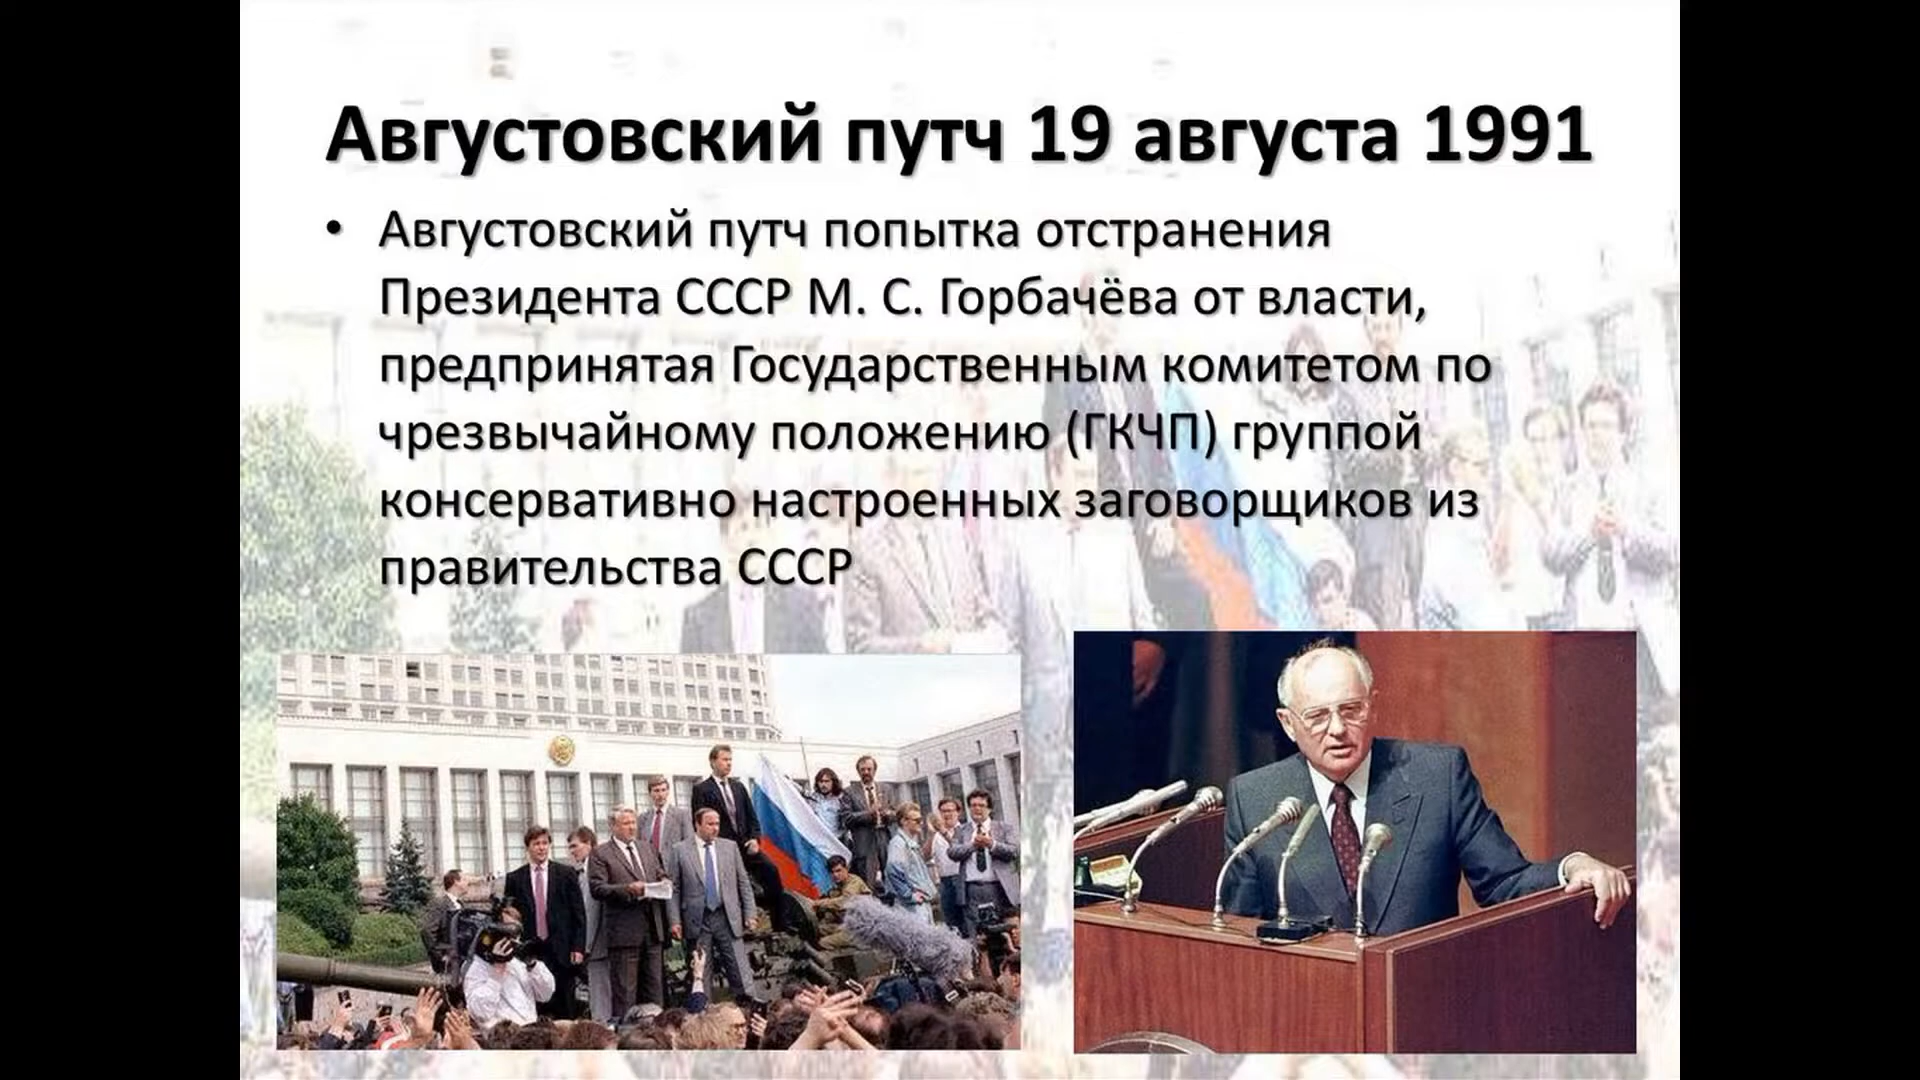 Августовский путч 19 августа 1991
• Августовский путч попытка отстранения
Президента СССР М. С. Горбачёва от власти,
предпринятая Государственным комитетом по
чрезвычайному положению (ГКЧП) группой
консервативно настроенных заговорщиков из
правительства СССР